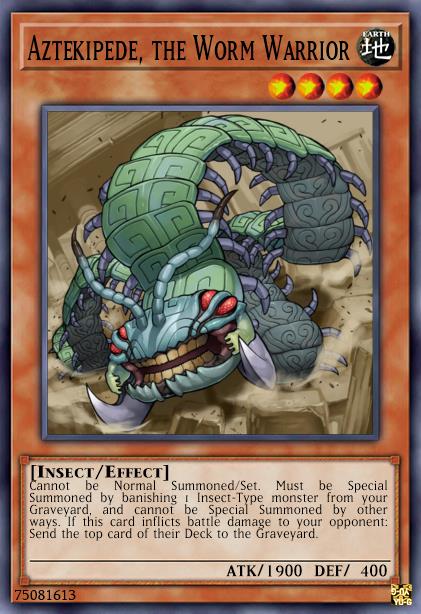 Aztekipede, the Worm Warrior
EARTH
地
[Insect/Effect]
Cannot be Normal Summoned/Set. Must be Special
Summoned by banishing 1 Insect-Type monster from your
Graveyard, and cannot be Special Summoned by other
ways. If this card inflicts battle damage to your opponent:
Send the top card of their Deck to the Graveyard.
ATK/1900 DEF/ 400
75081613